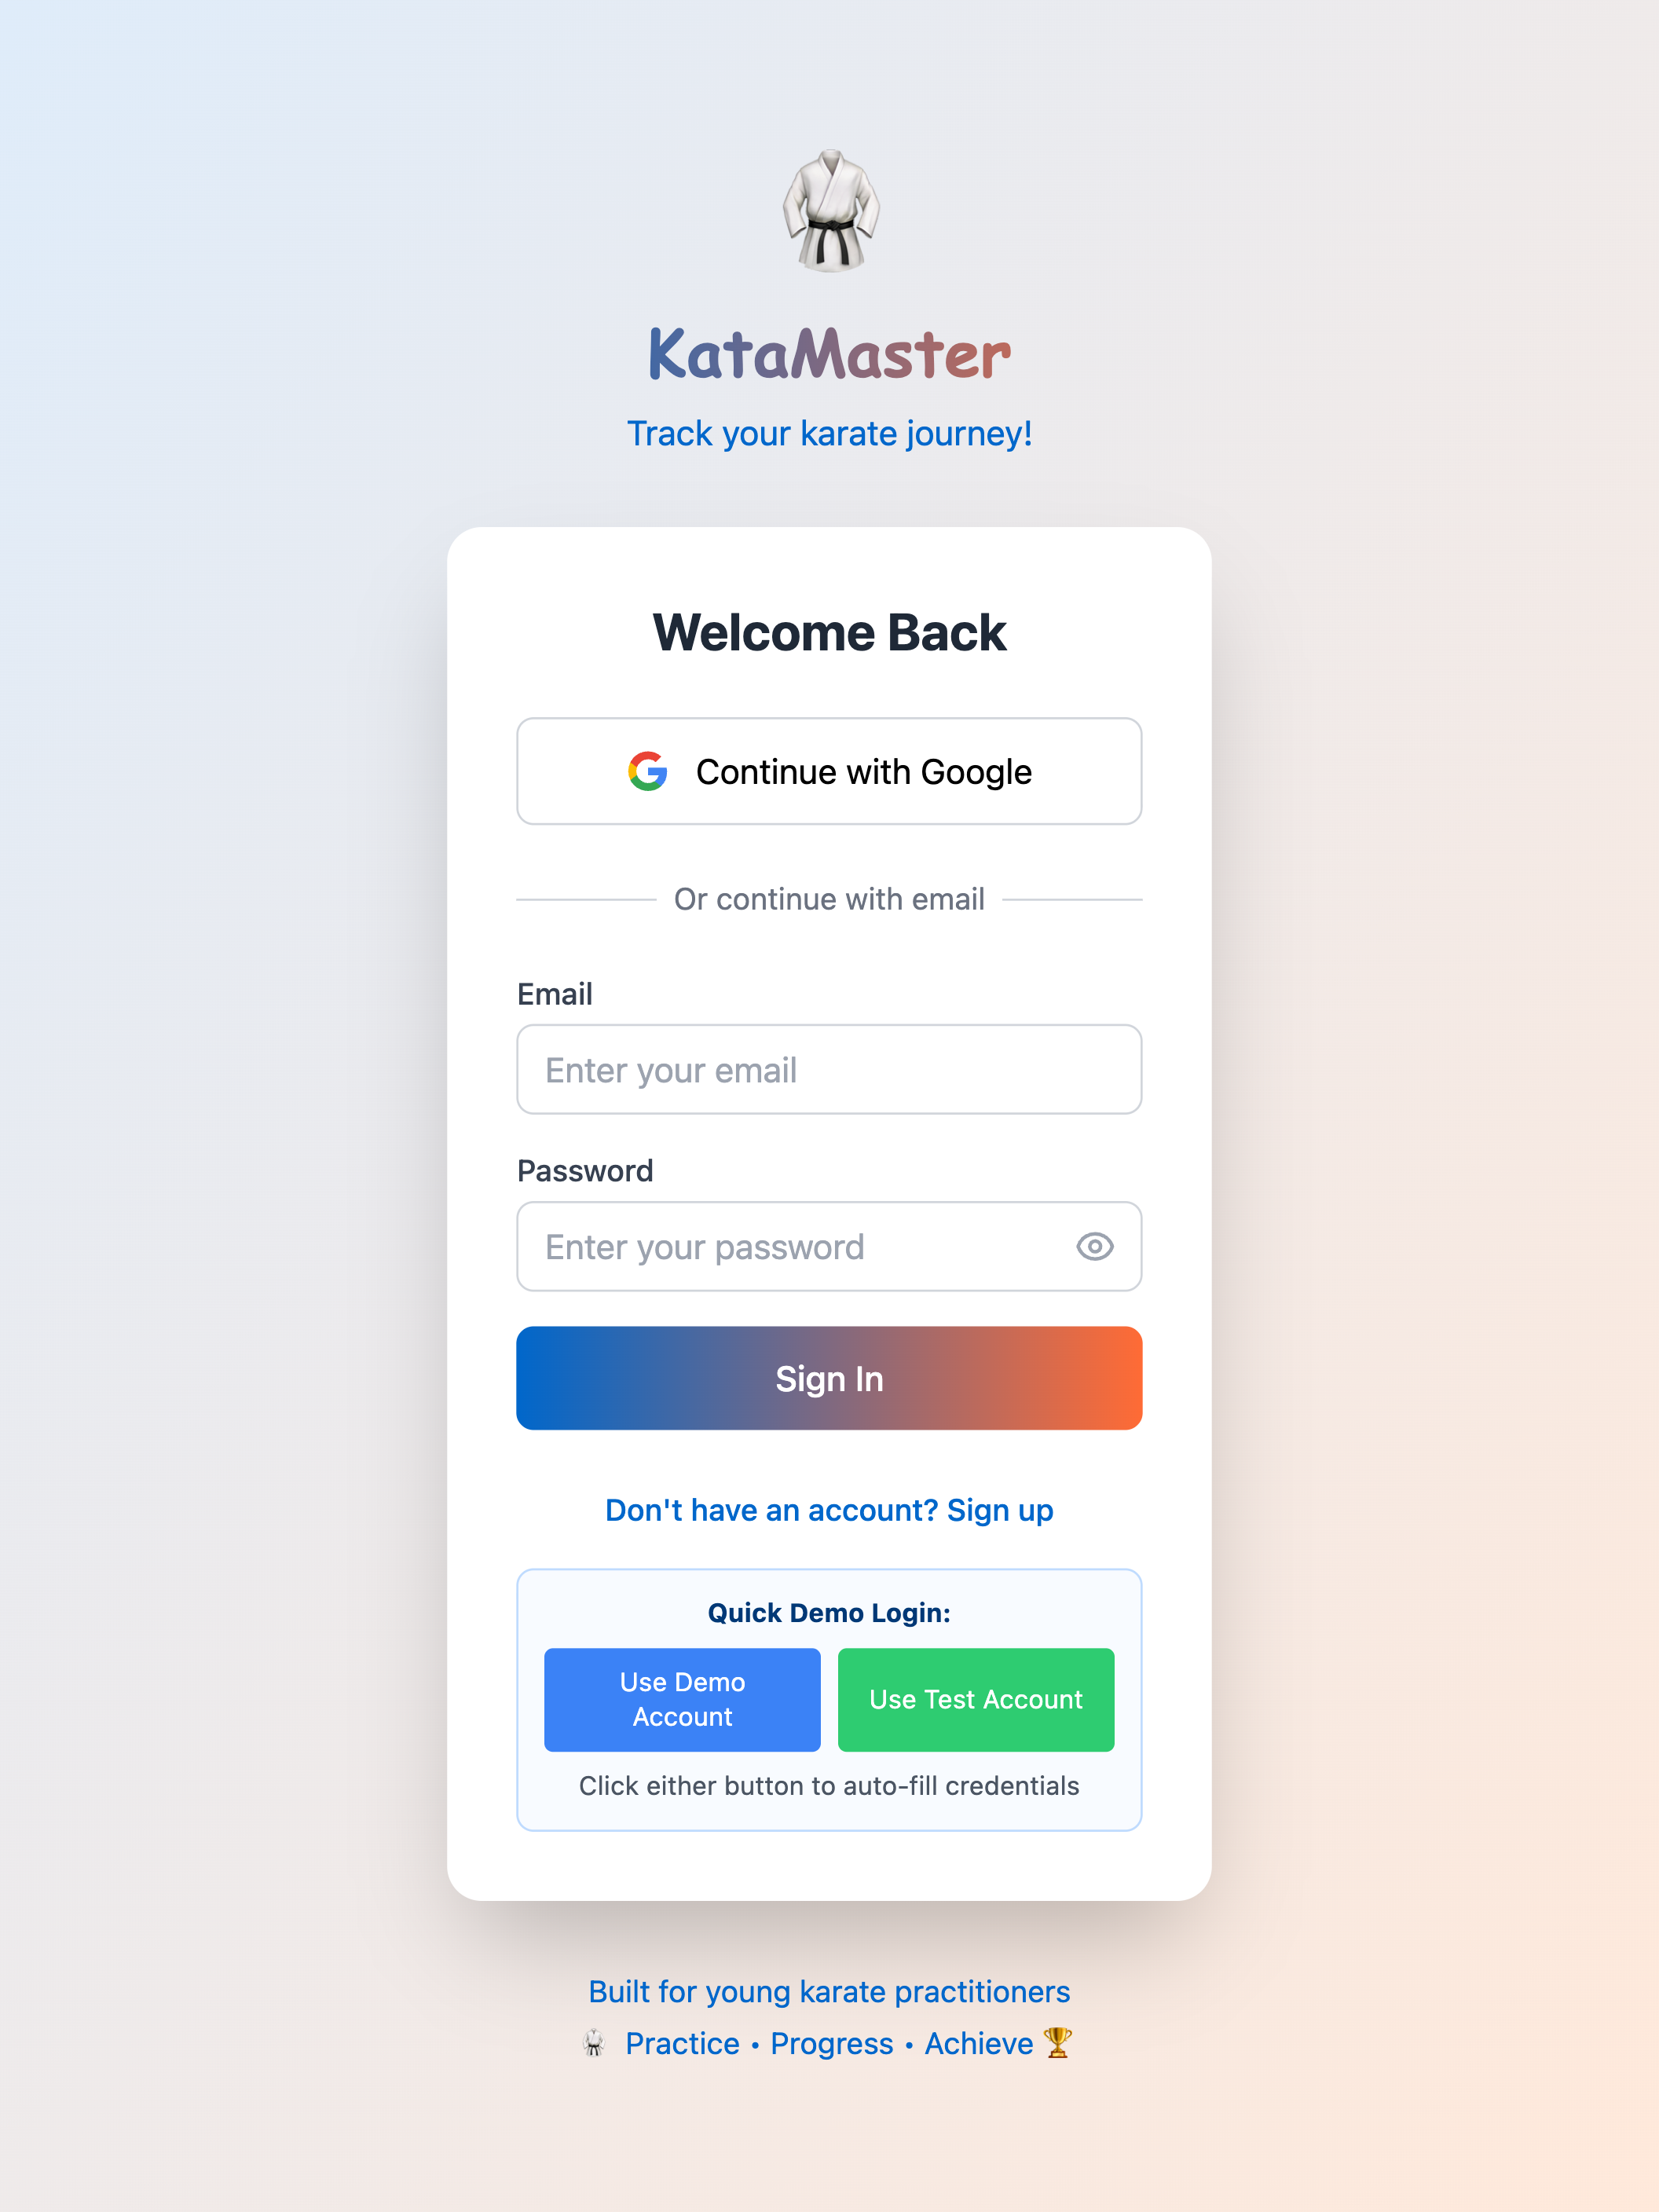 KataMaster
Track your karate journey!
Welcome Back
Continue with Google
Or continue with email
Email
Enter your email
Password
Enter your password
Sign In
Don't have an account? Sign up
Quick Demo Login:
Use Demo
Account
Use Test Account
Click either button to auto-fill credentials
Built for young karate practitioners
🥋 Practice • Progress • Achieve 🏆